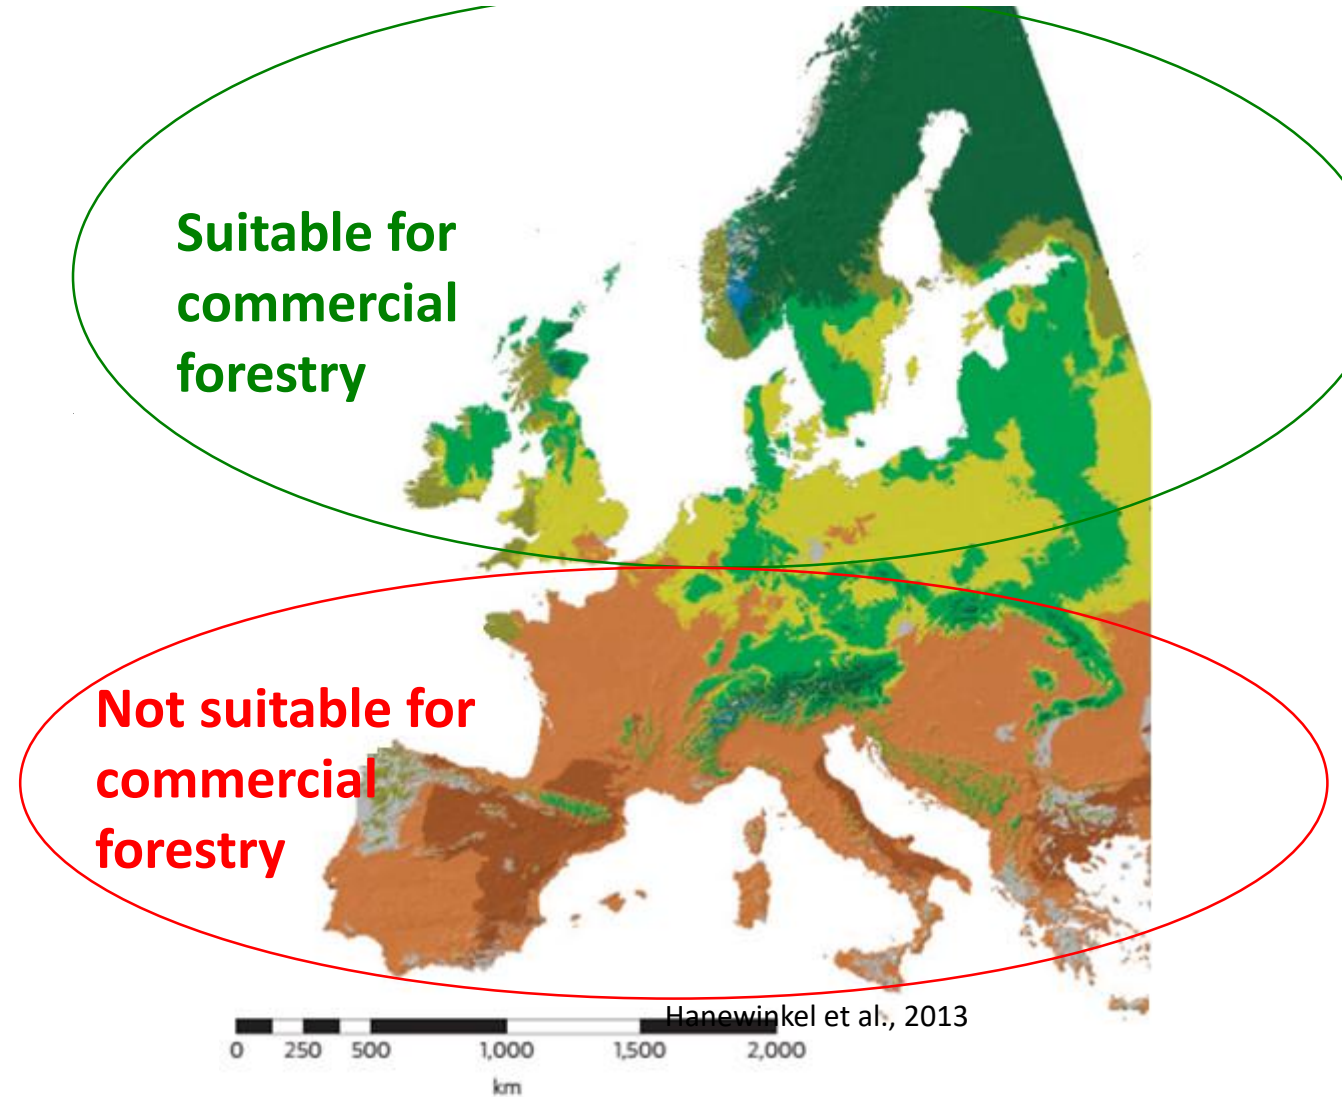 Suitable for
commercial
forestry
Not suitable for
commercial
forestry
Hanewinkel et al., 2013
0 250 500 1,000 1,500 2,000
km